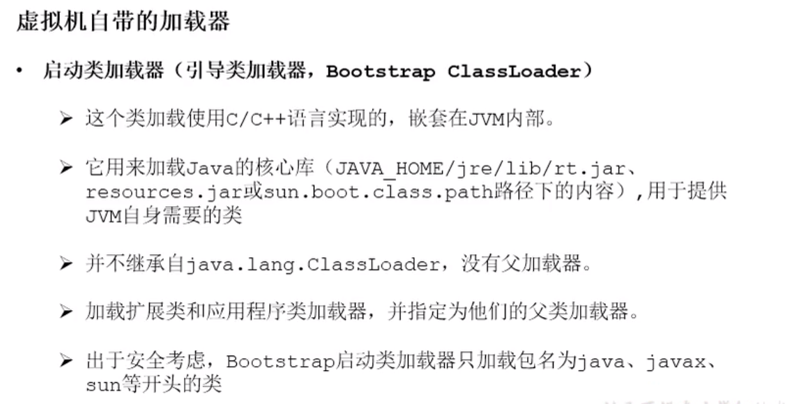 虚拟机自带的加载器
• 启动类加载器（引导类加载器，Bootstrap ClassLoader）
➢ 这个类加载使用C/C++语言实现的，嵌套在JVM内部。
➢ 它用来加载Java的核心库（JAVA_HOME/jre/lib/rt.jar、
resources.jar或sun.boot.class.path路径下的内容）,用于提供
JVM自身需要的类
➢ 并不继承自java.lang.ClassLoader，没有父加载器。
➢ 加载扩展类和应用程序类加载器，并指定为他们的父类加载器。
➢ 出于安全考虑，Bootstrap启动类加载器只加载包名为java、javax、
sun等开头的类